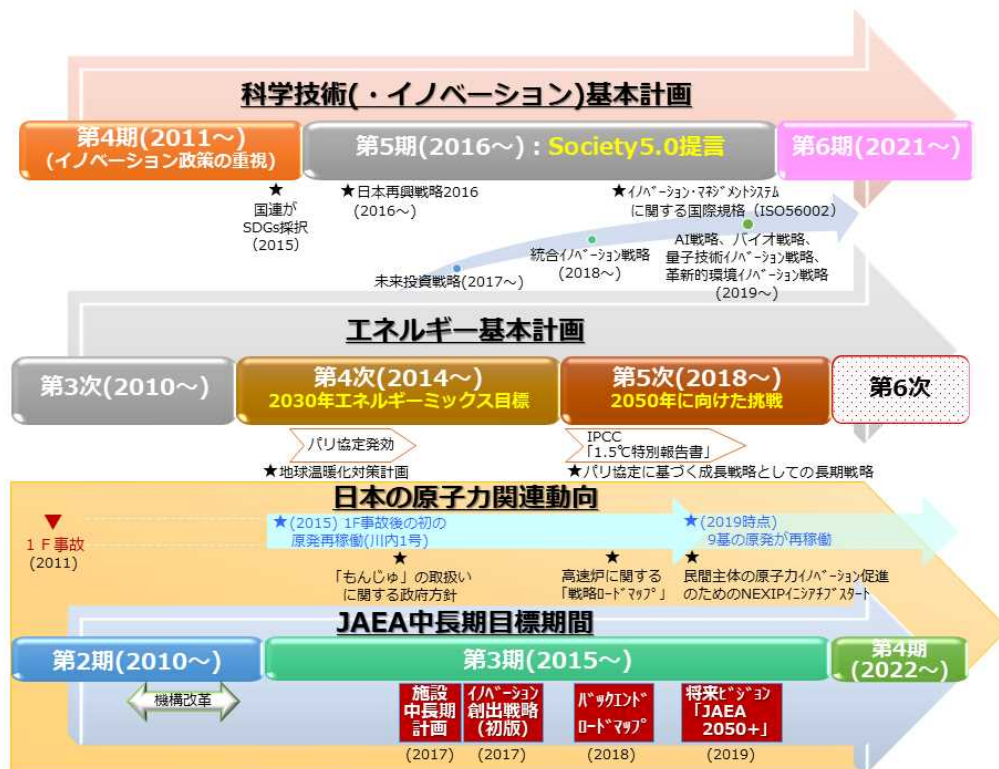 科学技術(・イノベーション)基本計画
第4期(2011～)
(イノベーション政策の重視)
第5期(2016～)：Society5.0提言
第6期(2021～)
★
国連が
SDGs採択
(2015)
★日本再興戦略2016
(2016～)
★イノベーション・マネジメントシステム
に関する国際規格（ISO56002）
未来投資戦略(2017～)
統合イノベーション戦略
(2018～)
AI戦略、バイオ戦略、
量子技術イノベーション戦略、
革新的環境イノベーション戦略
(2019～)
エネルギー基本計画
第3次(2010～)
第4次(2014～)
2030年エネルギーミックス目標
第5次(2018～)
2050年に向けた挑戦
第6次
パリ協定発効
★地球温暖化対策計画
IPCC
「1.5℃特別報告書」
★パリ協定に基づく成長戦略としての長期戦略
日本の原子力関連動向
１Ｆ事故
(2011)
★(2015) 1F事故後の初の
原発再稼働(川内1号)
★(2019時点)
9基の原発が再稼働
★
「もんじゅ」の取扱い
に関する政府方針
★
高速炉に関する
「戦略ロードマップ」
★
民間主体の原子力イノベーション促進
のためのNEXIPイニシアチブスタート
JAEA中長期目標期間
第2期(2010～)
第3期(2015～)
第4期
(2022～)
機構改革
施設
中長期
計画
(2017)
イノベーション
創出戦略
(初版)
(2017)
バックエンド
ロードマップ
(2018)
将来ビジョン
「JAEA
2050+」
(2019)